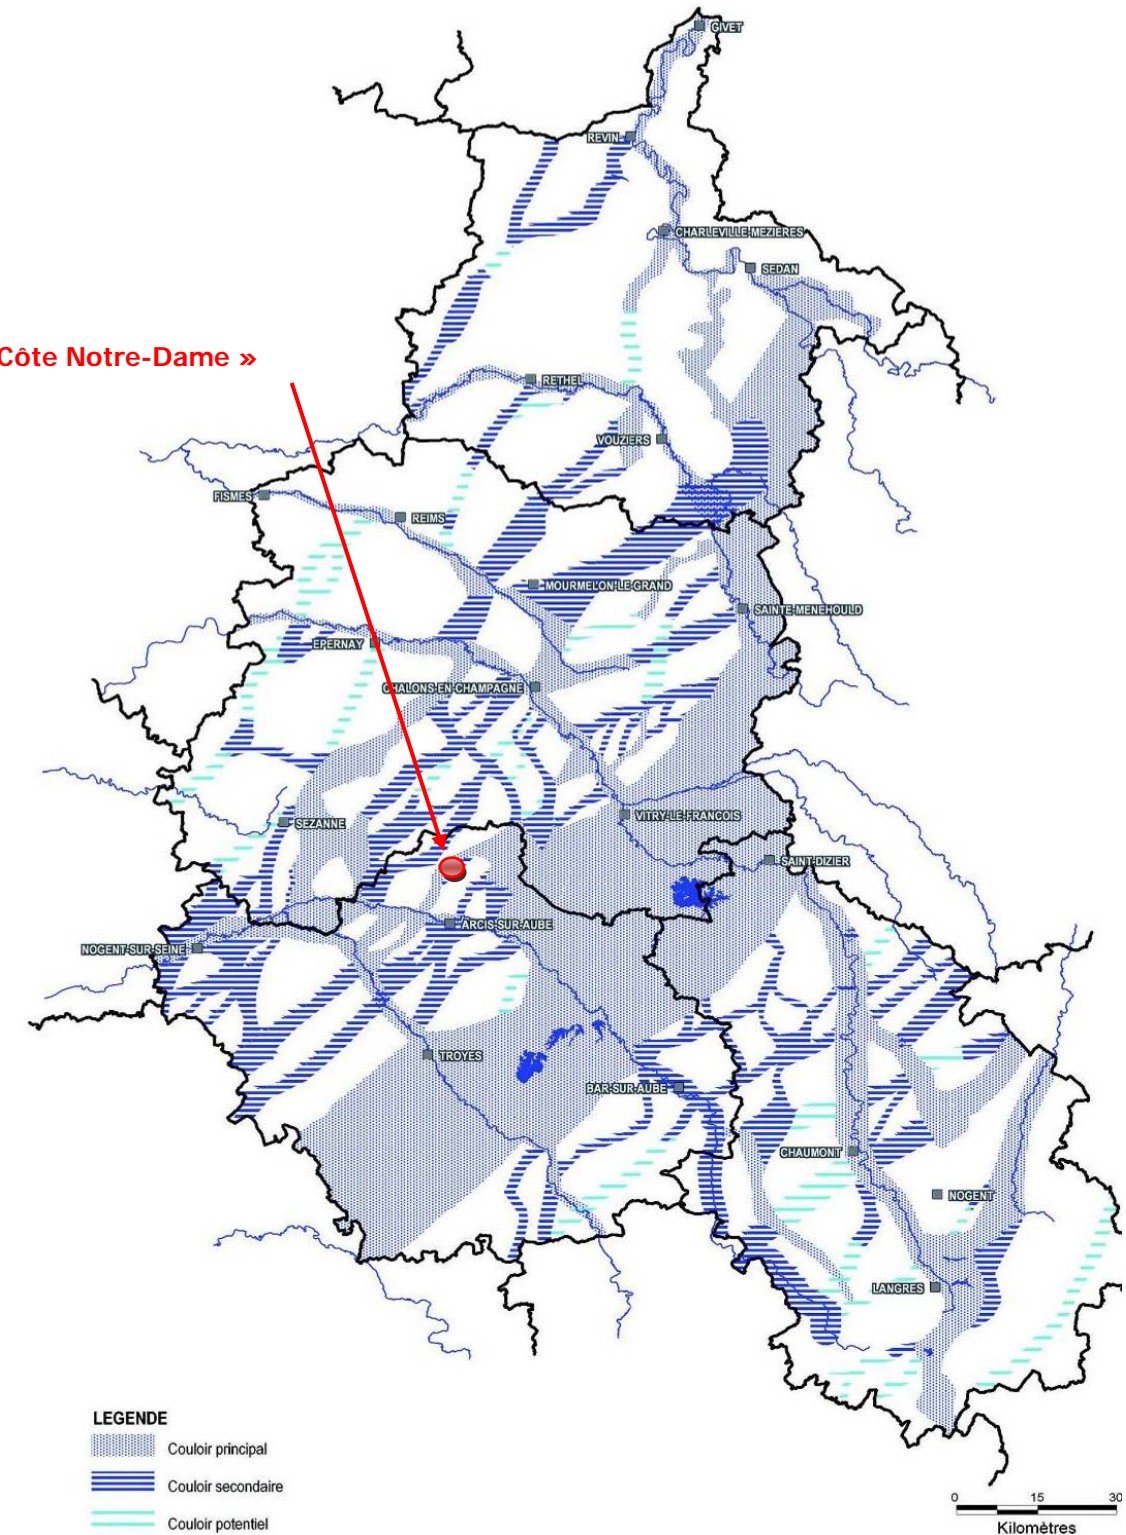 GIVET
REVIN
CHARLEVILLE-MEZIERES
SEDAN
Côte Notre-Dame »
RETHEL
VOUZIERS
FISMES
REIMS
MOURMELON-LE-GRAND
SAINTE-MENEHOULD
EPERNAY
CHALONS-EN-CHAMPAGNE
VITRY-LE-FRANCOIS
SEZANNE
SAINT-DIZIER
ARCIS-SUR-AUBE
NOGENT-SUR-SEINE
TROYES
BAR-SUR-AUBE
CHAUMONT
NOGENT
LANGRES
LEGENDE
Couloir principal
Couloir secondaire
Couloir potentiel
0 15 30
Kilomètres